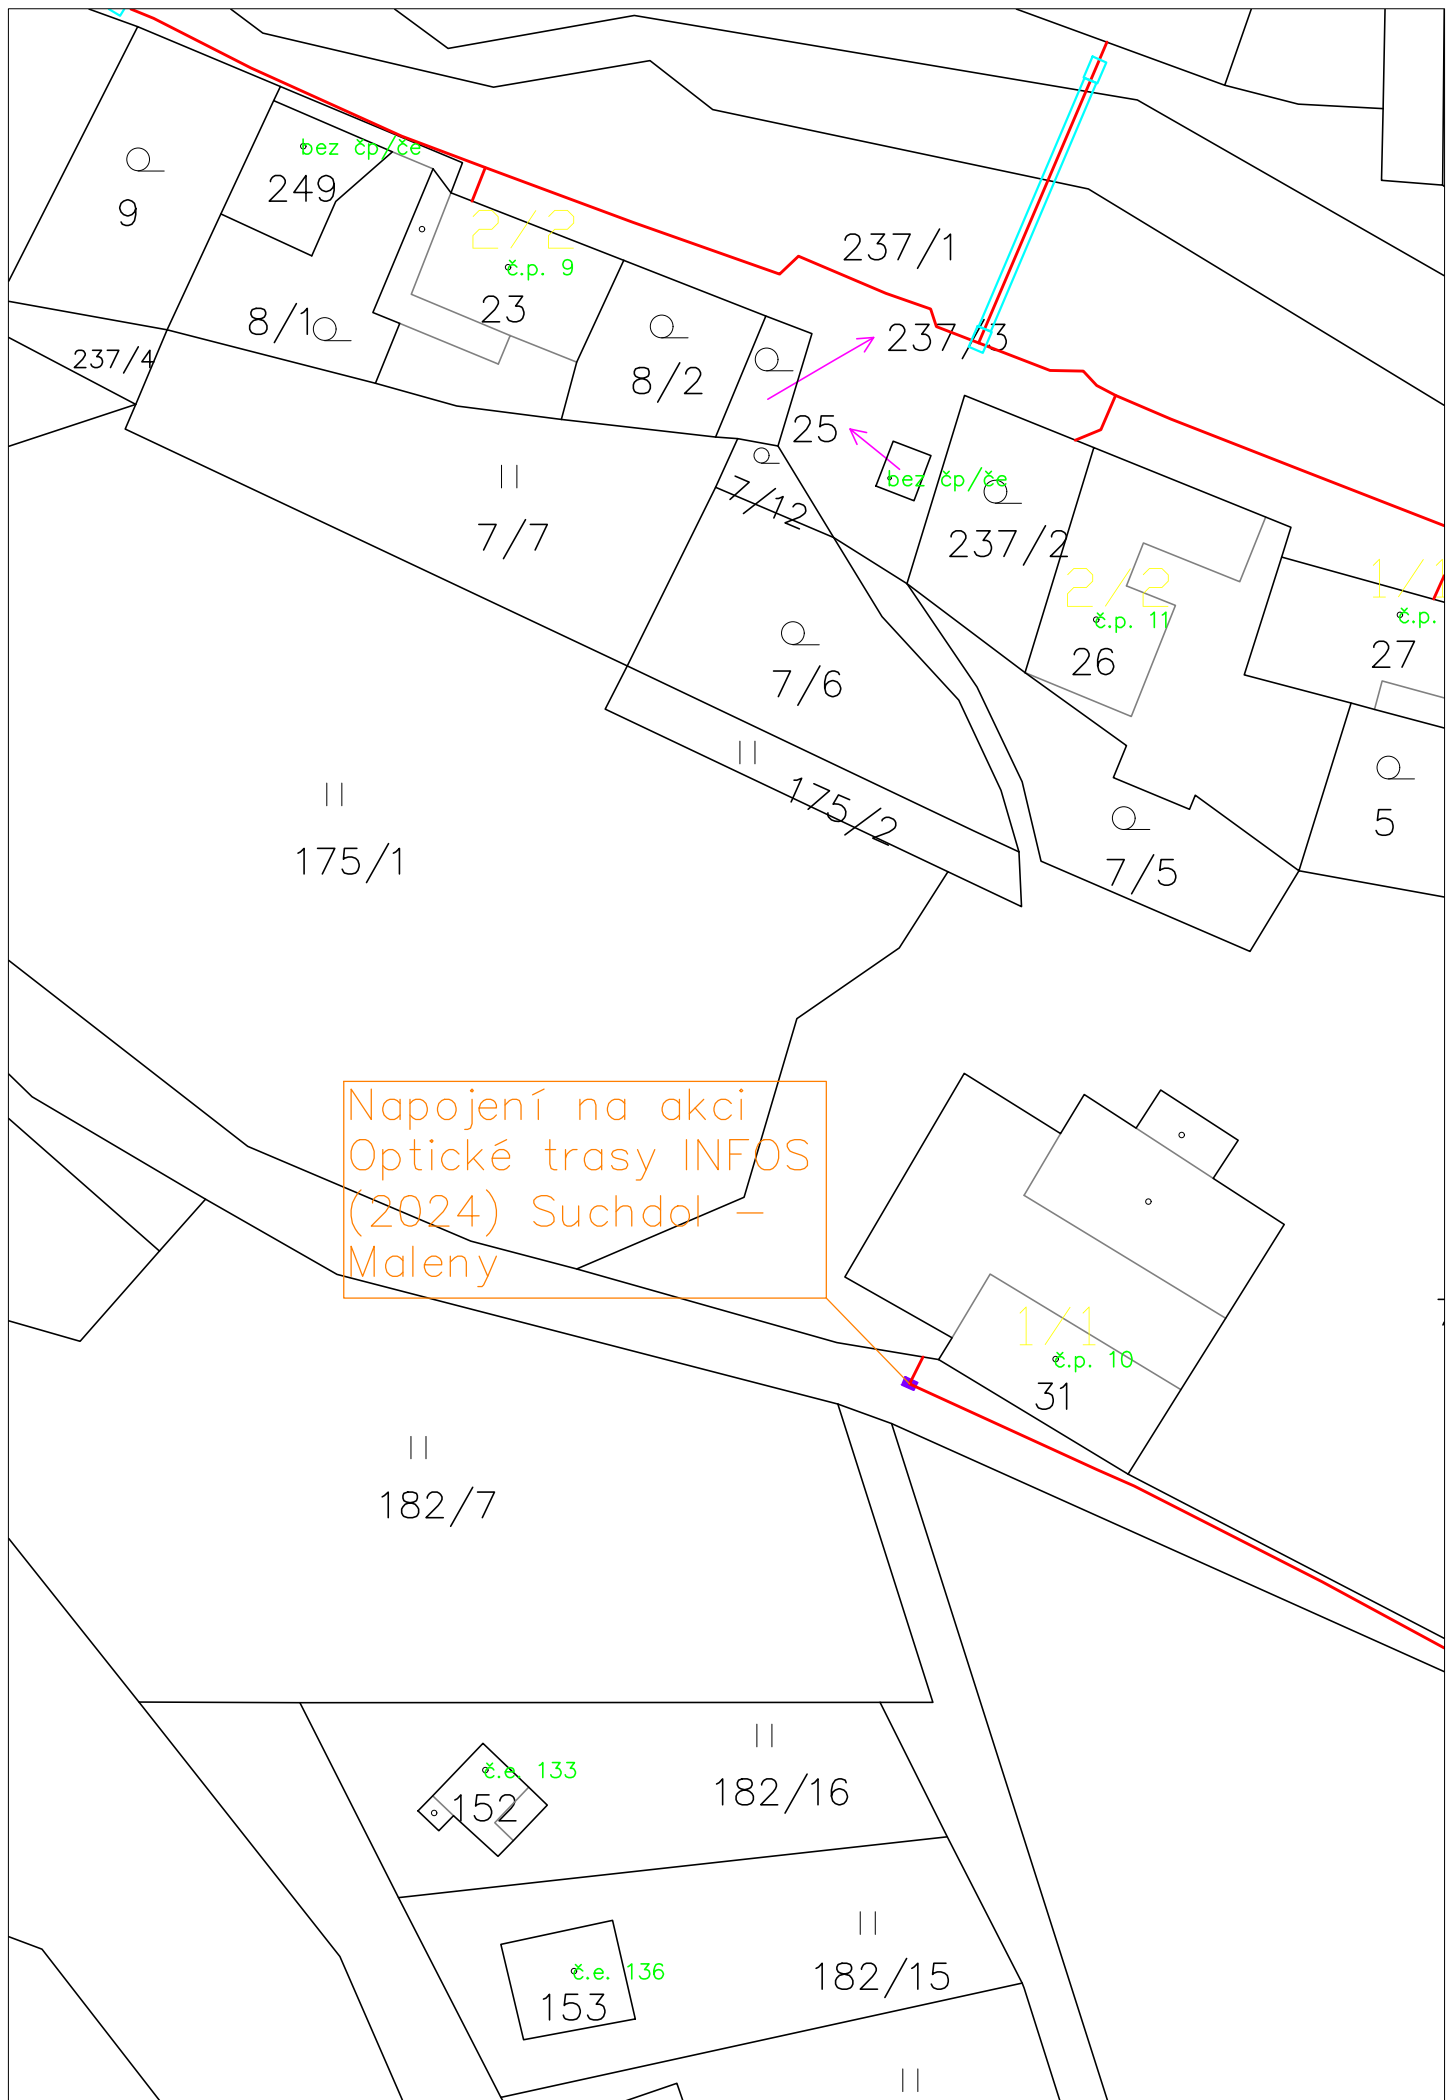 bez čp/če
249
9
2/2
č.p. 9
23
237/1
8/1
237/4
237/3
8/2
25
bez čp/če
7/12
7/7
237/2
2/2
č.p. 11
26
1/1
č.p.
27
7/6
175/2
5
175/1
7/5
Napojení na akci
Optické trasy INFOS
(2024) Suchdol –
Maleny
1/1
č.p. 10
31
182/7
č.e. 133
152
182/16
č.e. 136
153
182/15